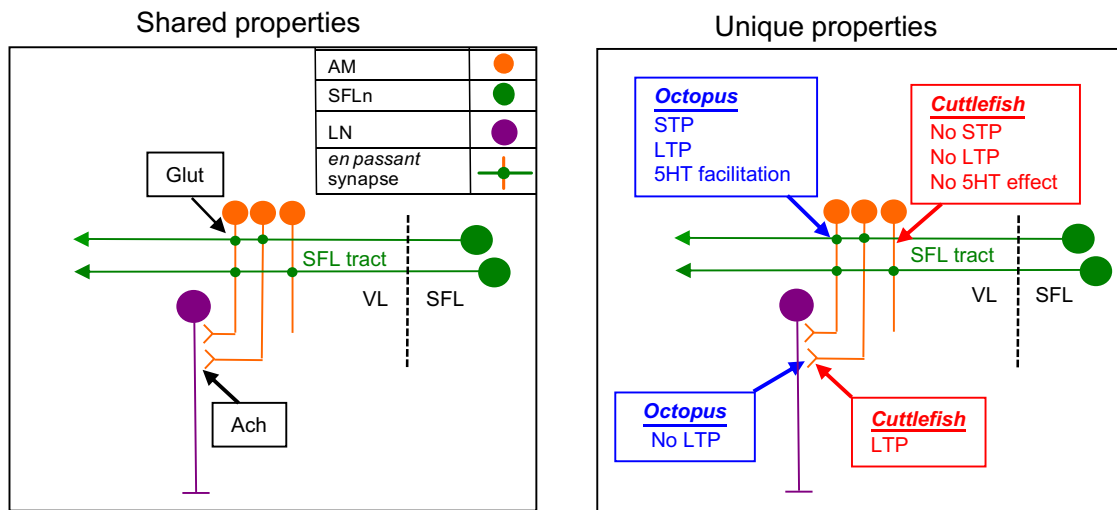 Shared properties
AM
SFLn
LN
en passant
synapse
Glut
SFL tract
VL
SFL
Ach
Unique properties
Octopus
STP
LTP
5HT facilitation
Cuttlefish
No STP
No LTP
No 5HT effect
SFL tract
VL
SFL
Octopus
No LTP
Cuttlefish
LTP